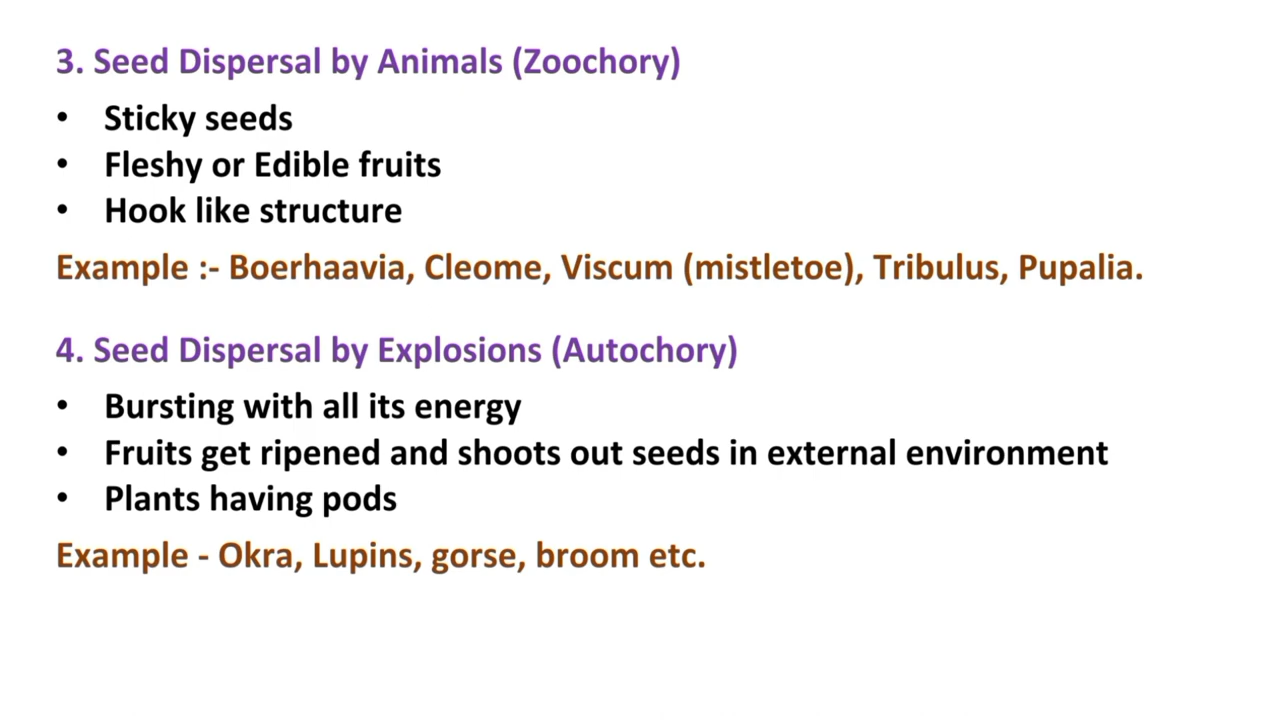 3. Seed Dispersal by Animals (Zoochory)
• Sticky seeds
• Fleshy or Edible fruits
• Hook like structure
Example :- Boerhaavia, Cleome, Viscum (mistletoe), Tribulus, Pupalia.
4. Seed Dispersal by Explosions (Autochory)
• Bursting with all its energy
• Fruits get ripened and shoots out seeds in external environment
• Plants having pods
Example - Okra, Lupins, gorse, broom etc.